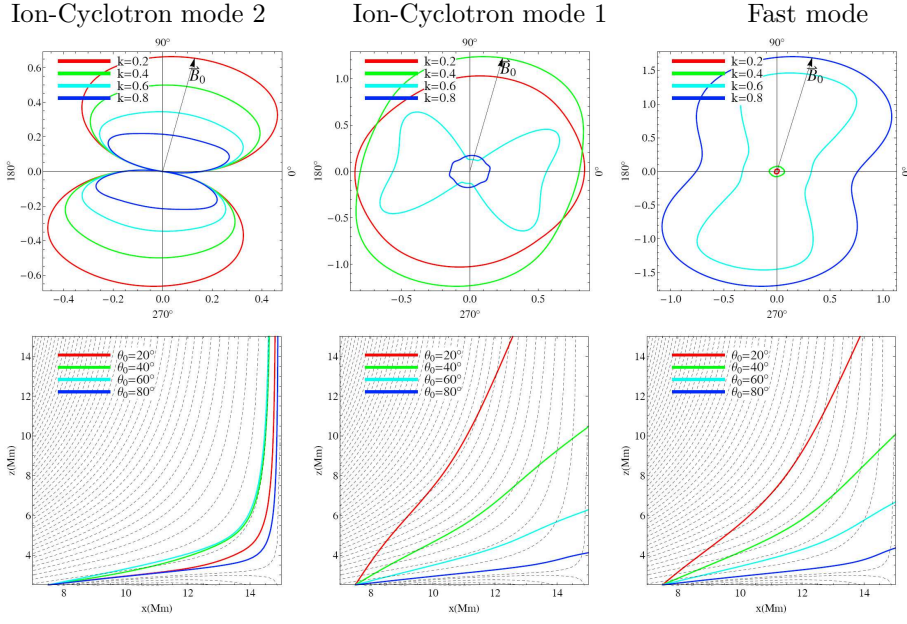 Ion-Cyclotron mode 2
Ion-Cyclotron mode 1
Fast mode
90°
k=0.2
k=0.4
k=0.6
k=0.8
B⃗0
180°
0°
0.6
0.4
0.2
0.0
-0.2
-0.4
-0.6
-0.4 -0.2 0.0 0.2 0.4
270°
90°
k=0.2
k=0.4
k=0.6
k=0.8
B⃗0
180°
0°
1.0
0.5
0.0
-0.5
-1.0
-0.5 0.0 0.5
270°
90°
k=0.2
k=0.4
k=0.6
k=0.8
B⃗0
180°
0°
1.5
1.0
0.5
0.0
-0.5
-1.0
-1.5
-1.0 -0.5 0.0 0.5 1.0
270°
θ0=20°
θ0=40°
θ0=60°
θ0=80°
z(Mm)
14
12
10
8
6
4
8 10 12 14
x(Mm)
θ0=20°
θ0=40°
θ0=60°
θ0=80°
z(Mm)
14
12
10
8
6
4
8 10 12 14
x(Mm)
θ0=20°
θ0=40°
θ0=60°
θ0=80°
z(Mm)
14
12
10
8
6
4
8 10 12 14
x(Mm)